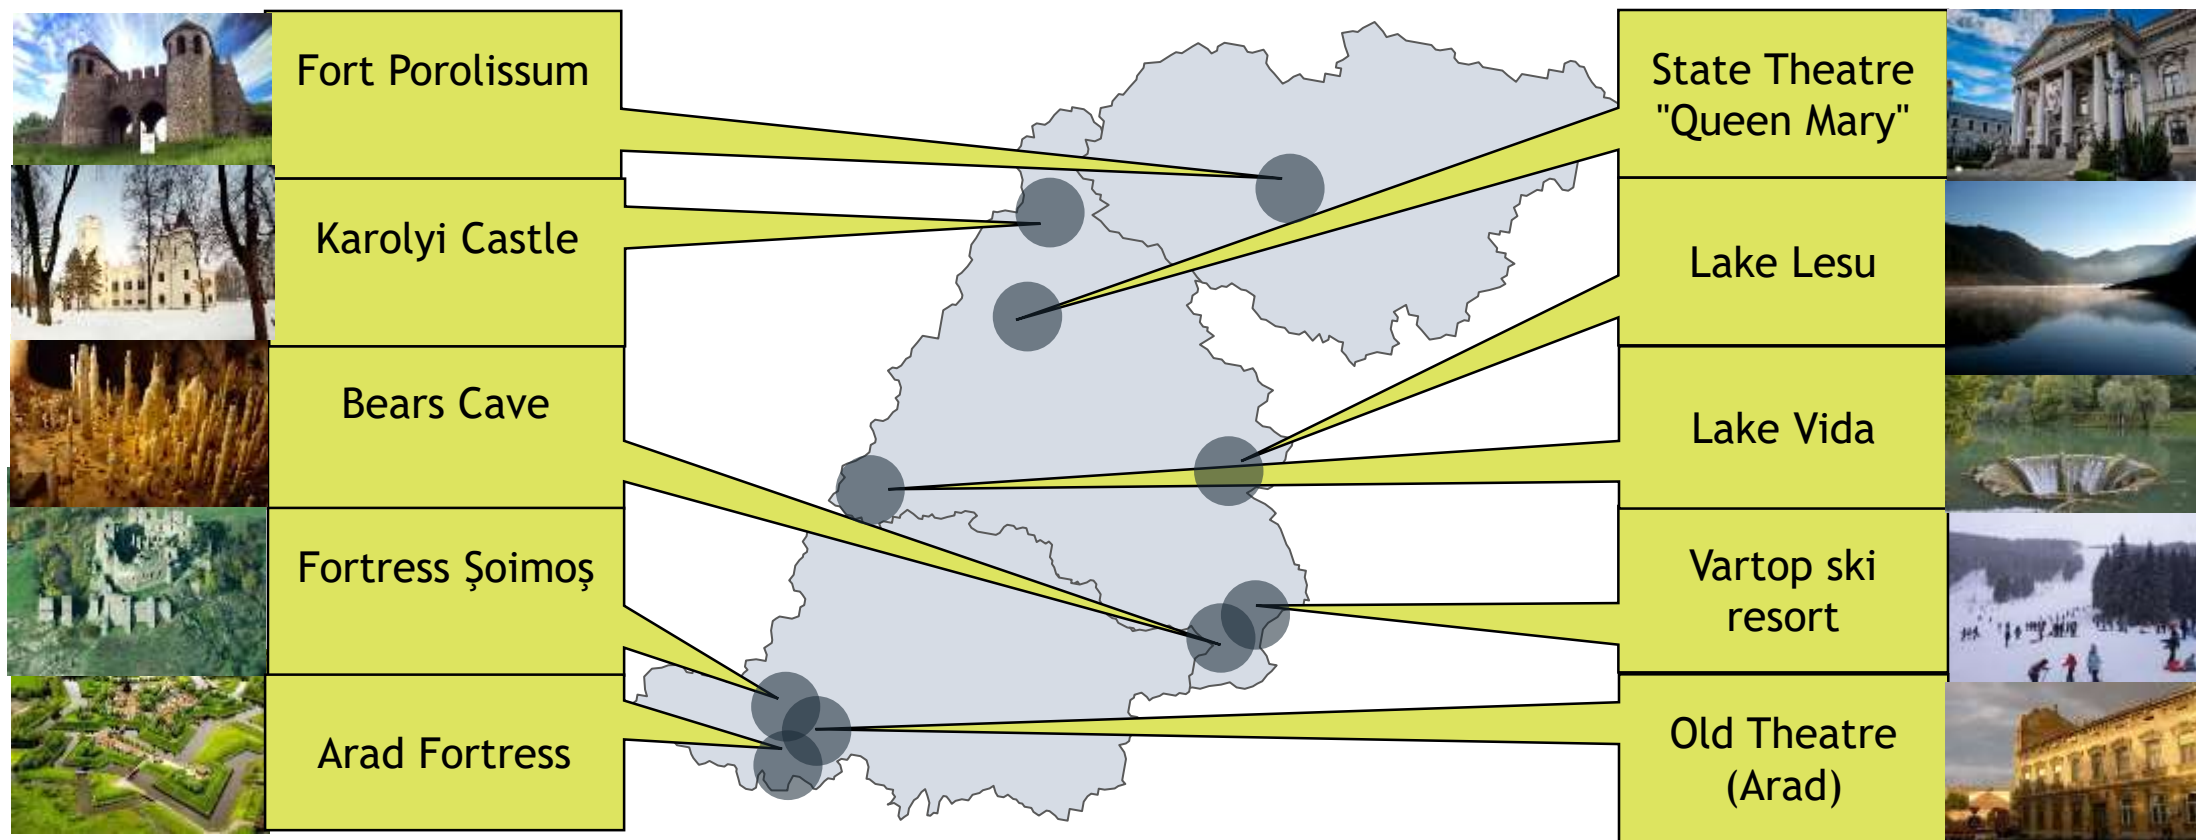 Fort Porolissum
Karolyi Castle
Bears Cave
Fortress Şoimoş
Arad Fortress
State Theatre
"Queen Mary"
Lake Lesu
Lake Vida
Vartop ski
resort
Old Theatre
(Arad)